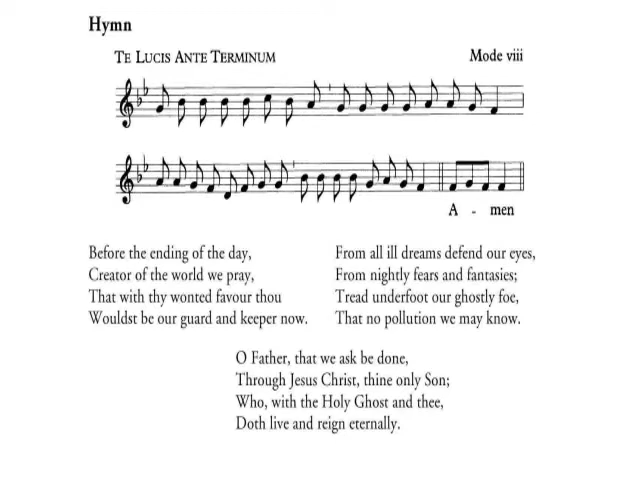 Hymn
TE LUCIS ANTE TERMINUM Mode viii
A - men
Before the ending of the day,
Creator of the world we pray,
That with thy wonted favour thou
Wouldst be our guard and keeper now.
From all ill dreams defend our eyes,
From nightly fears and fantasies;
Tread underfoot our ghostly foe,
That no pollution we may know.
O Father, that we ask be done,
Through Jesus Christ, thine only Son;
Who, with the Holy Ghost and thee,
Doth live and reign eternally.